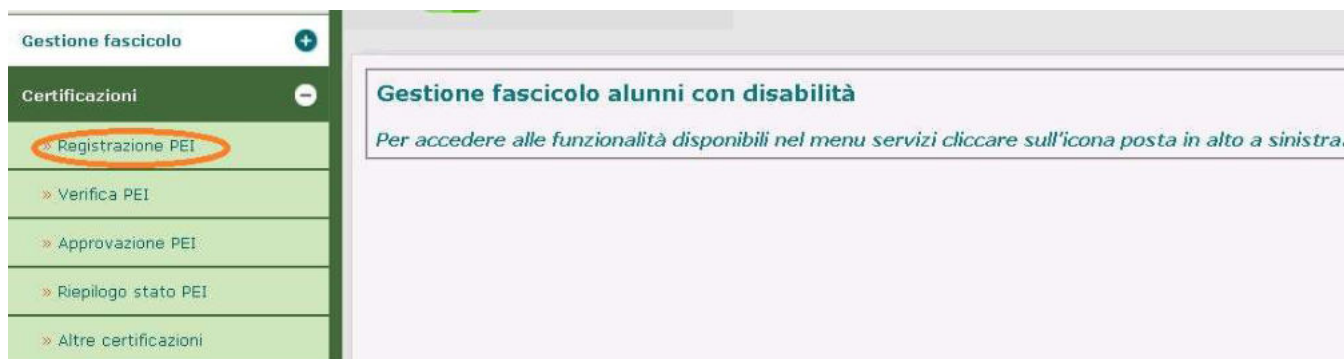 Gestione fascicolo
Certificazioni
» Registrazione PEI
» Verifica PEI
» Approvazione PEI
» Riepilogo stato PEI
» Altre certificazioni
Gestione fascicolo alunni con disabilità
Per accedere alle funzionalità disponibili nel menu servizi cliccare sull'icona posta in alto a sinistra.